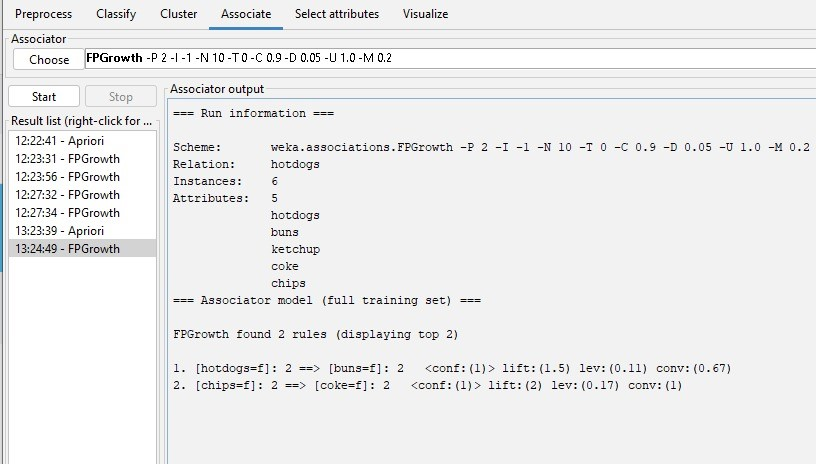 Preprocess Classify Cluster Associate Select attributes Visualize
Associator
Choose FPGrowth -P 2 -I -1 -N 10 -T 0 -C 0.9 -D 0.05 -U 1.0 -M 0.2
Start Stop
Result list (right-click for ...
12:22:41 - Apriori
12:23:31 - FPGrowth
12:23:56 - FPGrowth
12:27:32 - FPGrowth
12:27:34 - FPGrowth
13:23:39 - Apriori
13:24:49 - FPGrowth
Associator output
=== Run information ===
Scheme: weka.associations.FPGrowth -P 2 -I -1 -N 10 -T 0 -C 0.9 -D 0.05 -U 1.0 -M 0.2
Relation: hotdogs
Instances: 6
Attributes: 5
hotdogs
buns
ketchup
coke
chips
=== Associator model (full training set) ===
FPGrowth found 2 rules (displaying top 2)
1. [hotdogs=f]: 2 ==> [buns=f]: 2 <conf:(1)> lift:(1.5) lev:(0.11) conv:(0.67)
2. [chips=f]: 2 ==> [coke=f]: 2 <conf:(1)> lift:(2) lev:(0.17) conv:(1)